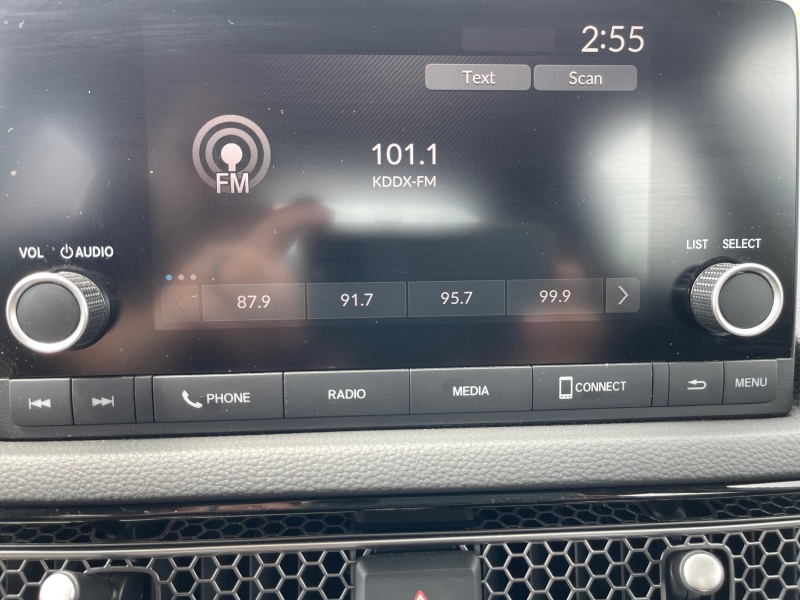 2:55
Text Scan
101.1
FM KDDX-FM
VOL AUDIO LIST SELECT
87.9 91.7 95.7 99.9
PHONE RADIO MEDIA CONNECT MENU